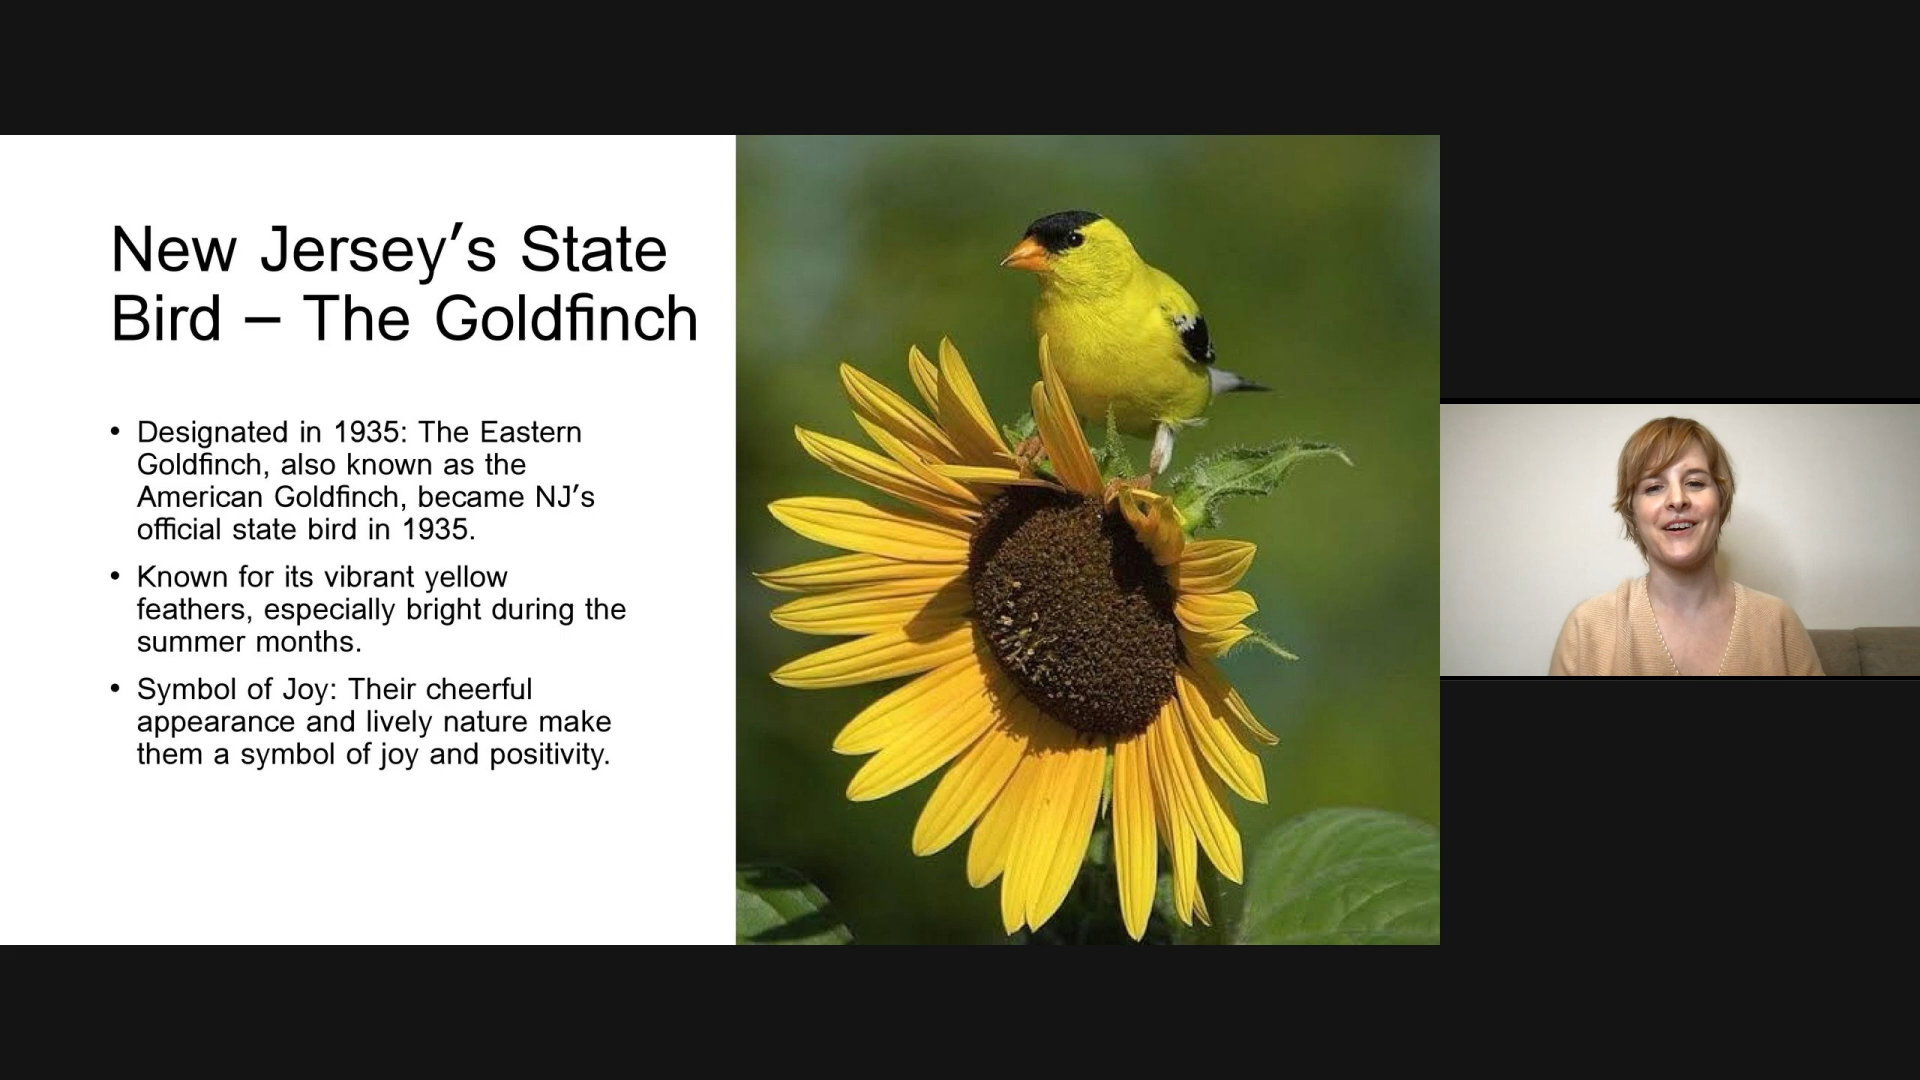 New Jersey′s State
Bird – The Goldfinch
• Designated in 1935: The Eastern
Goldfinch, also known as the
American Goldfinch, became NJ′s
official state bird in 1935.
• Known for its vibrant yellow
feathers, especially bright during the
summer months.
• Symbol of Joy: Their cheerful
appearance and lively nature make
them a symbol of joy and positivity.